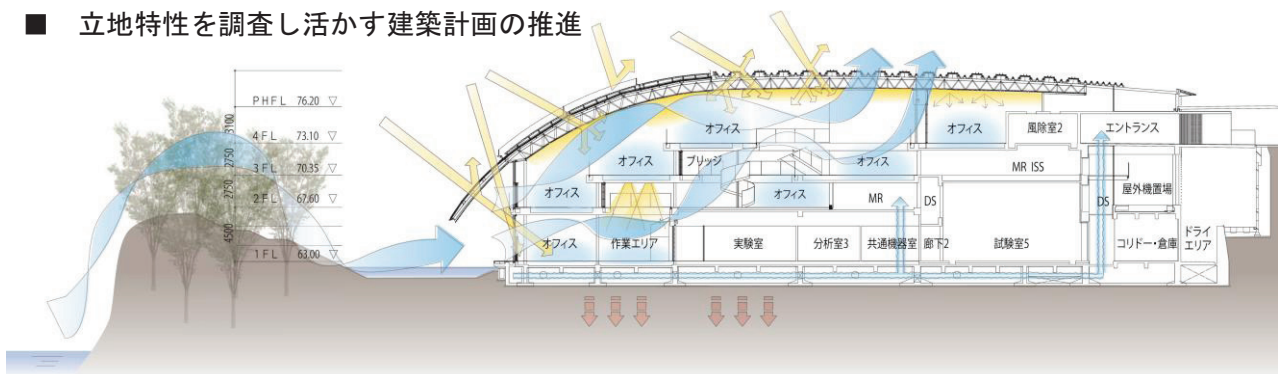 ■ 立地特性を調査し活かす建築計画の推進
PHFL 76.20 ▽
3100
4FL 73.10 ▽
2750
3FL 70.35 ▽
2750
2FL 67.60 ▽
4500
1FL 63.00 ▽
オフィス
オフィス
風除室2
エントランス
オフィス
ブリッジ
オフィス
MR ISS
オフィス
オフィス
MR
DS
DS
屋外機置場
オフィス
作業エリア
実験室
分析室3
共通機器室
廊下2
試験室5
コリドー・倉庫
ドライ
エリア